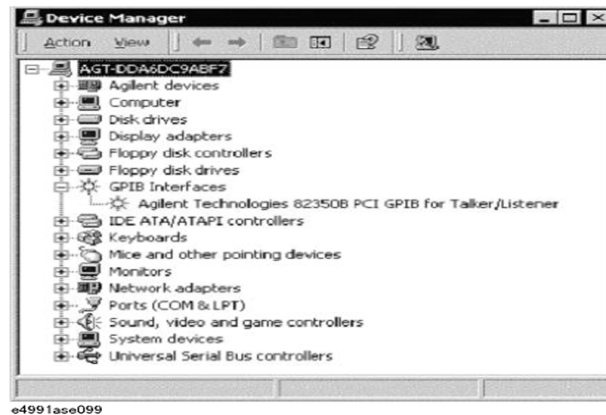 Device Manager
Action View
AGT-DDA6DC9ABF7
Agilent devices
Computer
Disk drives
Display adapters
Floppy disk controllers
Floppy disk drives
GPIB Interfaces
Agilent Technologies 82350B PCI GPIB for Talker/Listener
IDE ATA/ATAPI controllers
Keyboards
Mice and other pointing devices
Monitors
Network adapters
Ports (COM & LPT)
Sound, video and game controllers
System devices
Universal Serial Bus controllers
e4991ase099